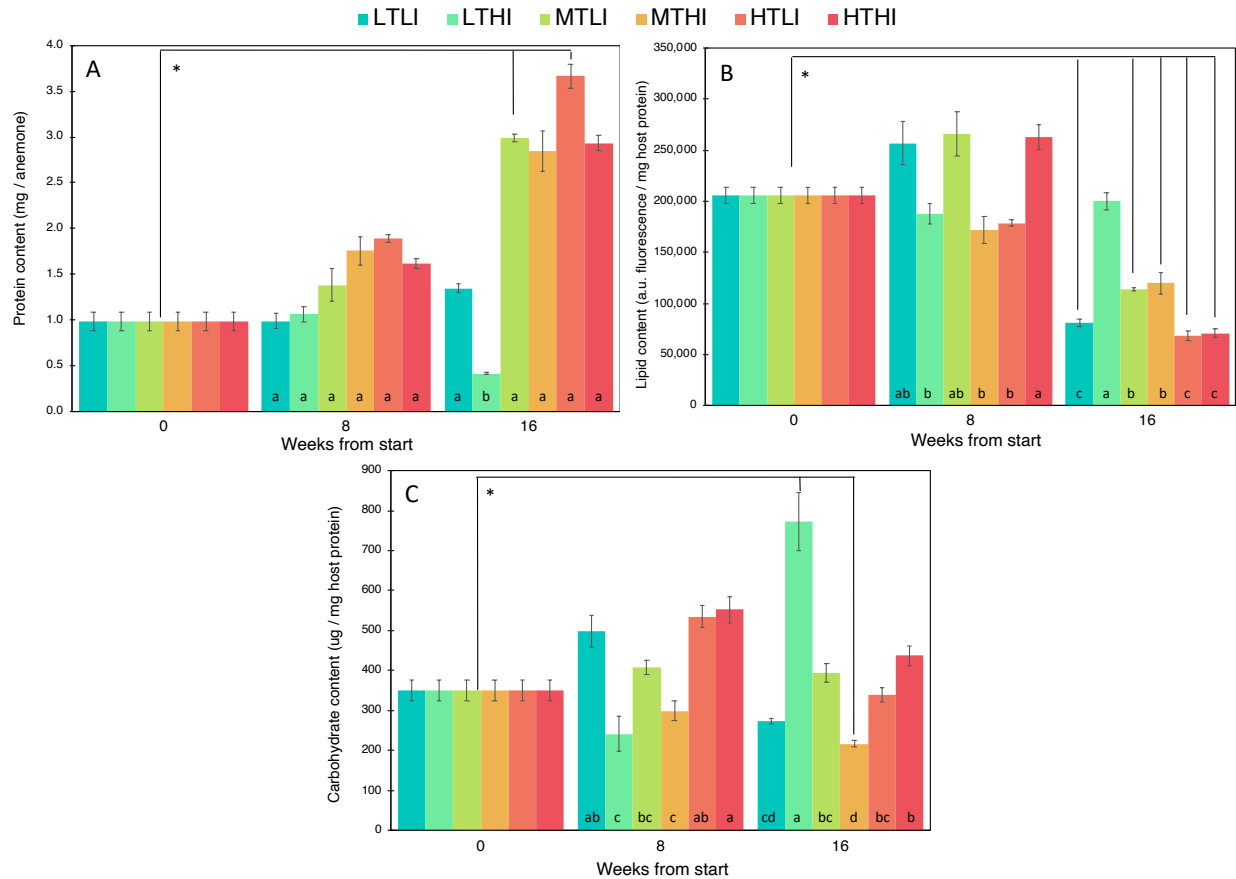 LTLI LTHI MTLI MTHI HTLI HTHI
A
*
Protein content (mg / anemone)
4.0
3.5
3.0
2.5
2.0
1.5
1.0
0.5
0.0
a a a a a a
a b a a a a
0 8 16
Weeks from start
B
*
Lipid content (a.u. fluorescence / mg host protein)
350,000
300,000
250,000
200,000
150,000
100,000
50,000
0
ab b ab b b a
c a b b c c
0 8 16
Weeks from start
C
*
Carbohydrate content (ug / mg host protein)
900
800
700
600
500
400
300
200
100
0
ab c bc c ab a
cd a bc d bc b
0 8 16
Weeks from start